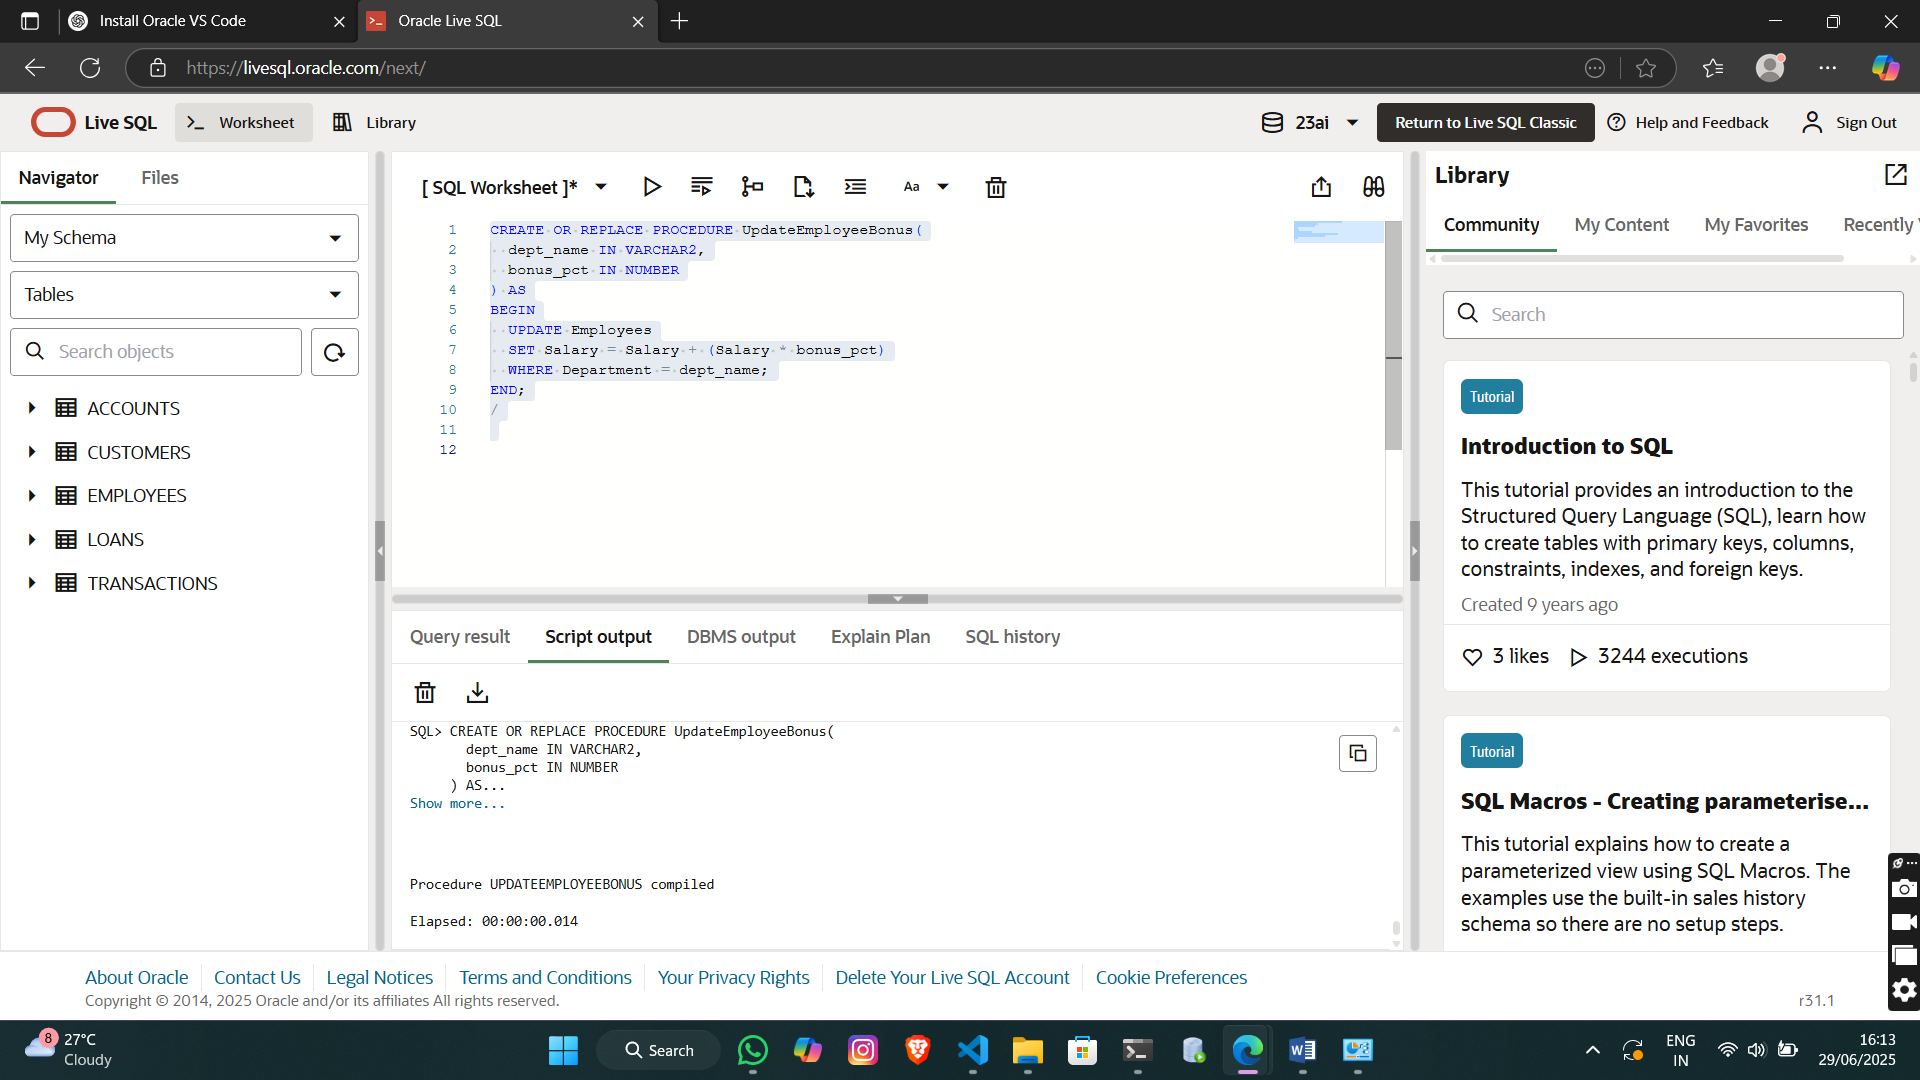 Install Oracle VS Code
Oracle Live SQL
https://livesql.oracle.com/next/
Live SQL
Worksheet
Library
23ai
Return to Live SQL Classic
Help and Feedback
Sign Out
Navigator
Files
My Schema
Tables
Search objects
ACCOUNTS
CUSTOMERS
EMPLOYEES
LOANS
TRANSACTIONS
[ SQL Worksheet ]*
Aa
1 CREATE OR REPLACE PROCEDURE UpdateEmployeeBonus(
2 dept_name IN VARCHAR2,
3 bonus_pct IN NUMBER
4 ) AS
5 BEGIN
6 UPDATE Employees
7 SET Salary = Salary + (Salary * bonus_pct)
8 WHERE Department = dept_name;
9 END;
10 /
11
12
Query result
Script output
DBMS output
Explain Plan
SQL history
SQL> CREATE OR REPLACE PROCEDURE UpdateEmployeeBonus(
dept_name IN VARCHAR2,
bonus_pct IN NUMBER
) AS...
Show more...
Procedure UPDATEEMPLOYEEBONUS compiled
Elapsed: 00:00:00.014
Library
Community
My Content
My Favorites
Recently
Search
Tutorial
Introduction to SQL
This tutorial provides an introduction to the
Structured Query Language (SQL), learn how
to create tables with primary keys, columns,
constraints, indexes, and foreign keys.
Created 9 years ago
3 likes
3244 executions
Tutorial
SQL Macros - Creating parameterise...
This tutorial explains how to create a
parameterized view using SQL Macros. The
examples use the built-in sales history
schema so there are no setup steps.
About Oracle
Contact Us
Legal Notices
Terms and Conditions
Your Privacy Rights
Delete Your Live SQL Account
Cookie Preferences
Copyright © 2014, 2025 Oracle and/or its affiliates All rights reserved.
r31.1
8
27°C
Cloudy
Search
ENG
IN
16:13
29/06/2025